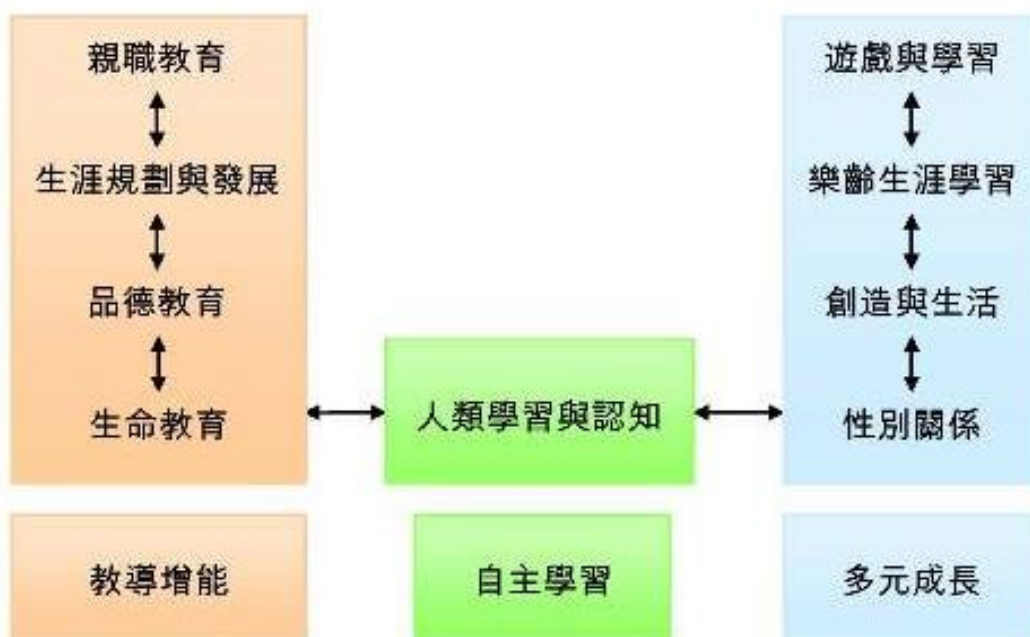 親職教育
生涯規劃與發展
品德教育
生命教育
人類學習與認知
遊戲與學習
樂齡生涯學習
創造與生活
性別關係
教導增能
自主學習
多元成長